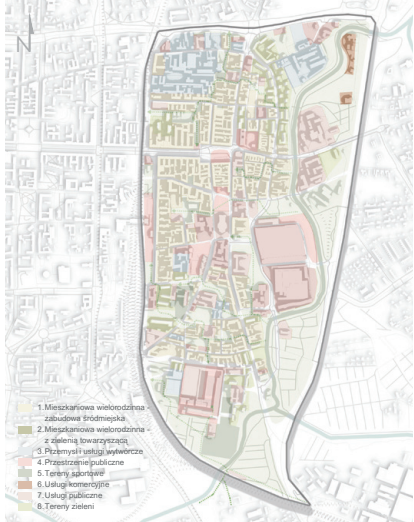 N
1.Mieszkaniowa wielorodzinna -
zabudowa śródmiejska
2.Mieszkaniowa wielorodzinna -
z zielenią towarzyszącą
3.Przemysł i usługi wytwórcze
4.Przestrzenie publiczne
5.Tereny sportowe
6.Usługi komercyjne
7.Usługi publiczne
8.Tereny zieleni